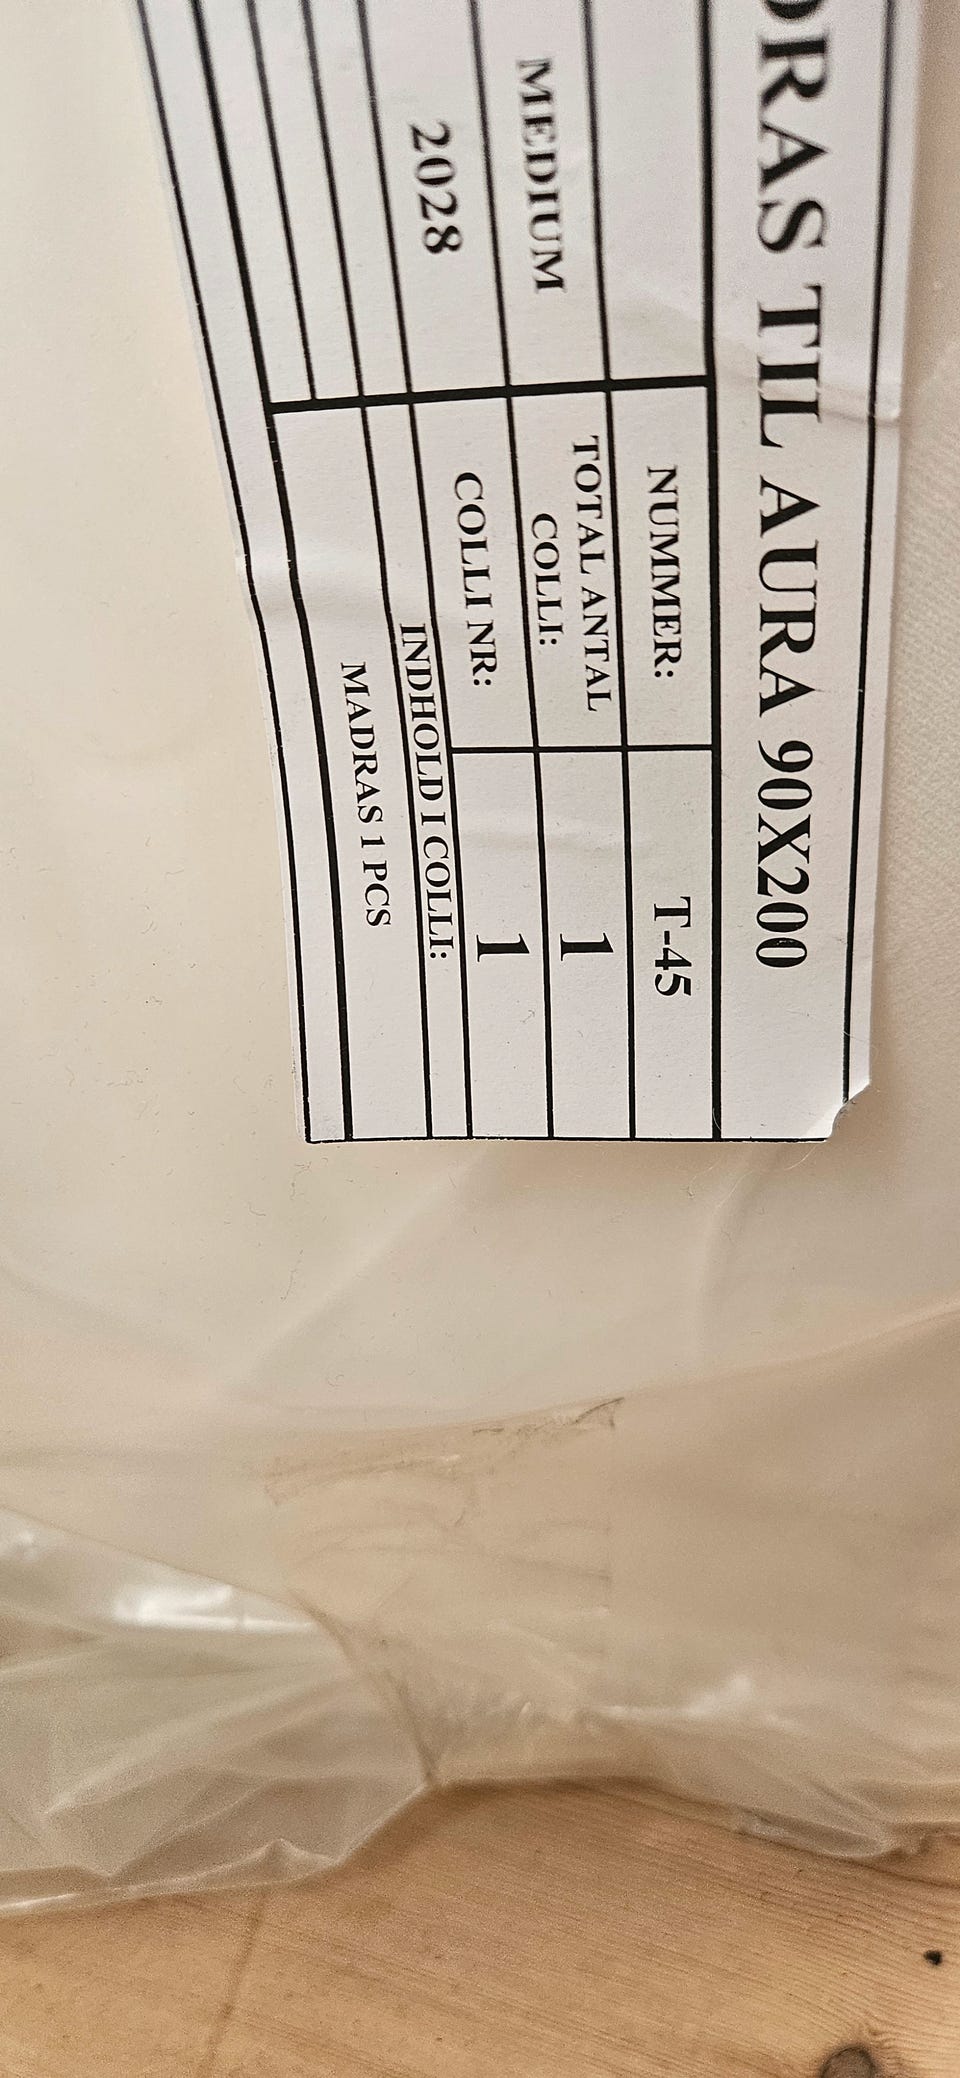 DRAS TIL AURA 90X200
NUMMER: T-45
MEDIUM
TOTAL ANTAL
COLLI: 1
2028
COLLI NR: 1
INDHOLD I COLLI:
MADRAS 1 PCS